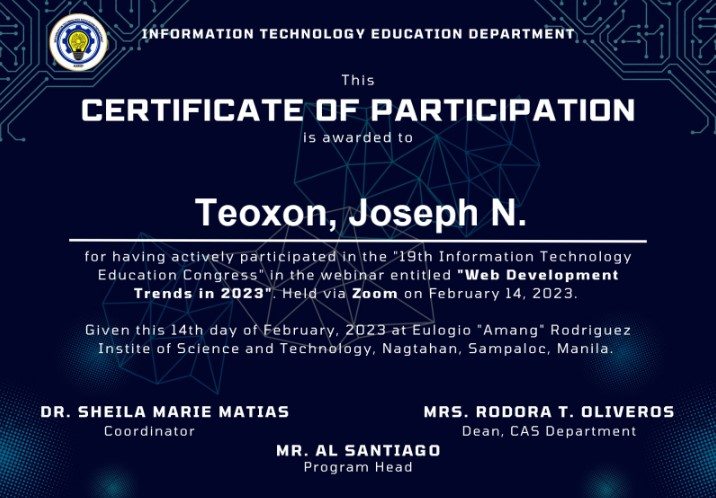 INFORMATION TECHNOLOGY EDUCATION DEPARTMENT
This
CERTIFICATE OF PARTICIPATION
is awarded to
Teoxon, Joseph N.
for having actively participated in the "19th Information Technology
Education Congress" in the webinar entitled "Web Development
Trends in 2023". Held via Zoom on February 14, 2023.
Given this 14th day of February, 2023 at Eulogio "Amang" Rodriguez
Instite of Science and Technology, Nagtahan, Sampaloc, Manila.
DR. SHEILA MARIE MATIAS
Coordinator
MRS. RODORA T. OLIVEROS
Dean, CAS Department
MR. AL SANTIAGO
Program Head